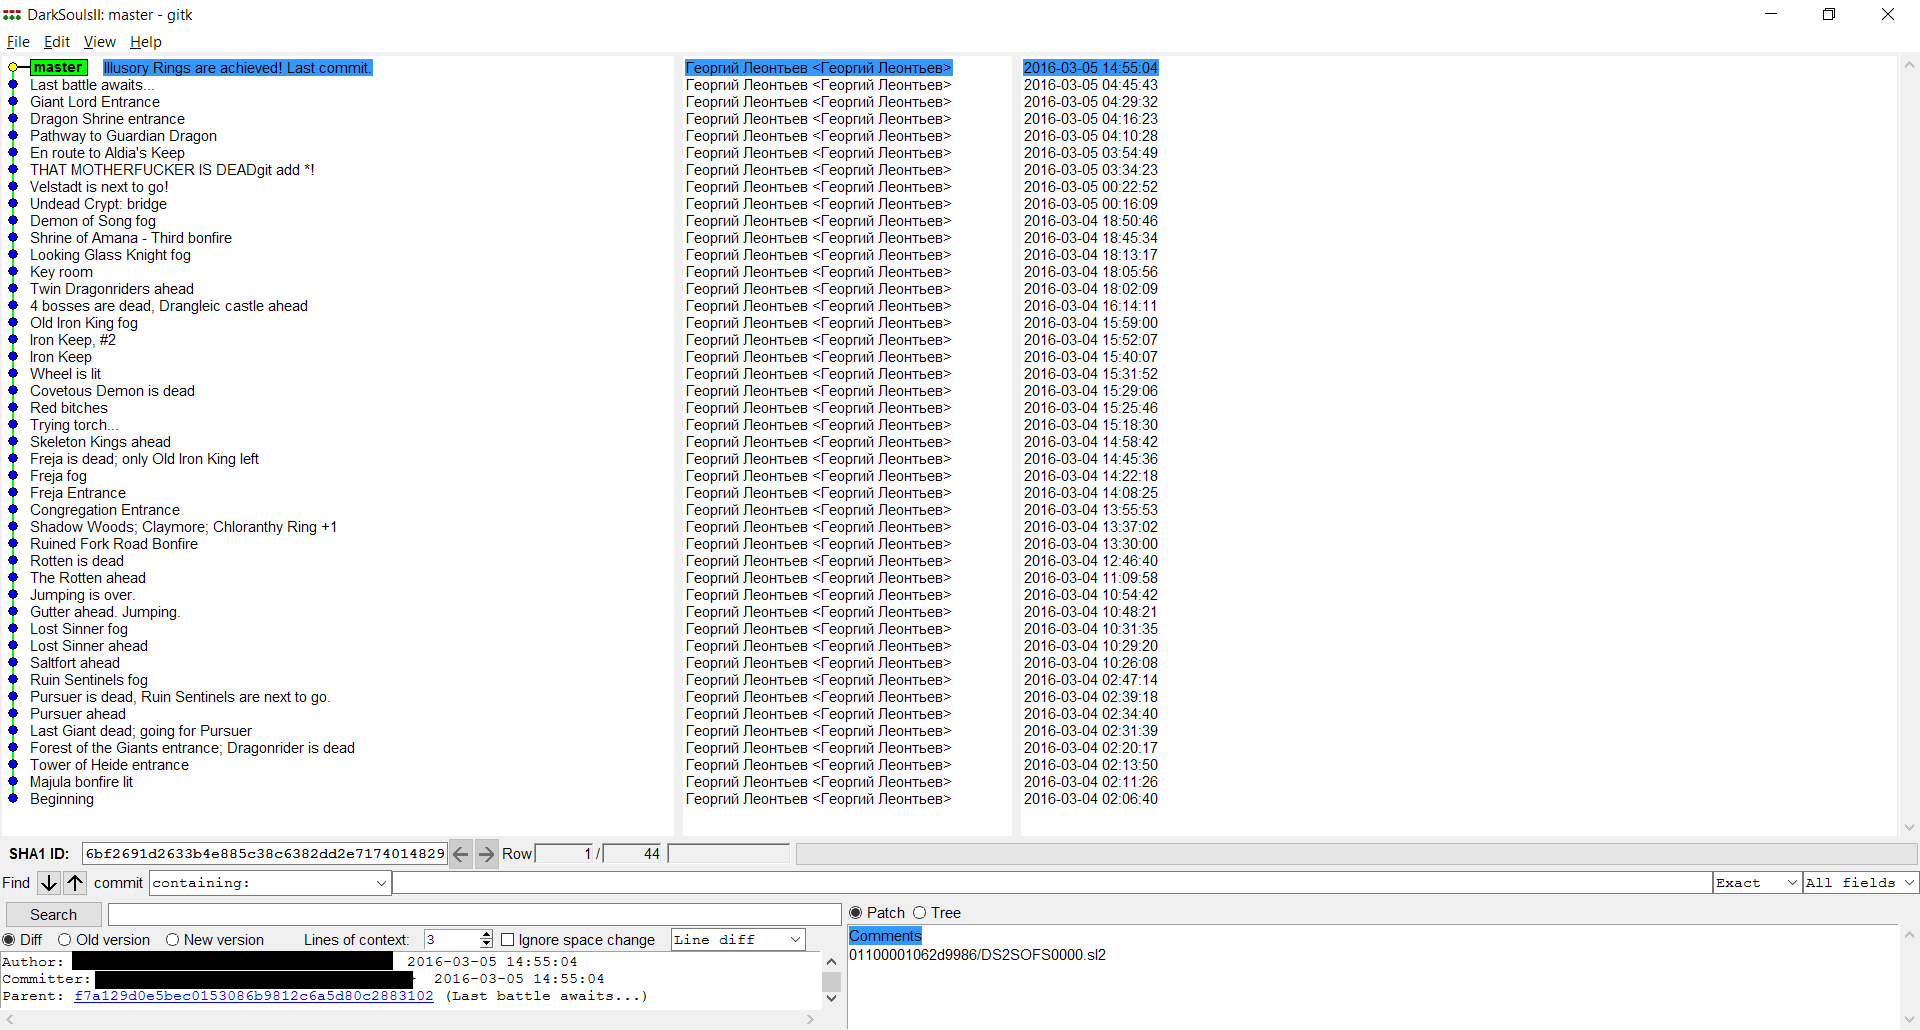 DarkSoulsII: master - gitk
File Edit View Help
master Illusory Rings are achieved! Last commit. Георгий Леонтьев <Георгий Леонтьев> 2016-03-05 14:55:04
Last battle awaits... Георгий Леонтьев <Георгий Леонтьев> 2016-03-05 04:45:43
Giant Lord Entrance Георгий Леонтьев <Георгий Леонтьев> 2016-03-05 04:29:32
Dragon Shrine entrance Георгий Леонтьев <Георгий Леонтьев> 2016-03-05 04:16:23
Pathway to Guardian Dragon Георгий Леонтьев <Георгий Леонтьев> 2016-03-05 04:10:28
En route to Aldia's Keep Георгий Леонтьев <Георгий Леонтьев> 2016-03-05 03:54:49
THAT MOTHERFUCKER IS DEADgit add *! Георгий Леонтьев <Георгий Леонтьев> 2016-03-05 03:34:23
Velstadt is next to go! Георгий Леонтьев <Георгий Леонтьев> 2016-03-05 00:22:52
Undead Crypt: bridge Георгий Леонтьев <Георгий Леонтьев> 2016-03-05 00:16:09
Demon of Song fog Георгий Леонтьев <Георгий Леонтьев> 2016-03-04 18:50:46
Shrine of Amana - Third bonfire Георгий Леонтьев <Георгий Леонтьев> 2016-03-04 18:45:34
Looking Glass Knight fog Георгий Леонтьев <Георгий Леонтьев> 2016-03-04 18:13:17
Key room Георгий Леонтьев <Георгий Леонтьев> 2016-03-04 18:05:56
Twin Dragonriders ahead Георгий Леонтьев <Георгий Леонтьев> 2016-03-04 18:02:09
4 bosses are dead, Drangleic castle ahead Георгий Леонтьев <Георгий Леонтьев> 2016-03-04 16:14:11
Old Iron King fog Георгий Леонтьев <Георгий Леонтьев> 2016-03-04 15:59:00
Iron Keep, #2 Георгий Леонтьев <Георгий Леонтьев> 2016-03-04 15:52:07
Iron Keep Георгий Леонтьев <Георгий Леонтьев> 2016-03-04 15:40:07
Wheel is lit Георгий Леонтьев <Георгий Леонтьев> 2016-03-04 15:31:52
Covetous Demon is dead Георгий Леонтьев <Георгий Леонтьев> 2016-03-04 15:29:06
Red bitches Георгий Леонтьев <Георгий Леонтьев> 2016-03-04 15:25:46
Trying torch... Георгий Леонтьев <Георгий Леонтьев> 2016-03-04 15:18:30
Skeleton Kings ahead Георгий Леонтьев <Георгий Леонтьев> 2016-03-04 14:58:42
Freja is dead; only Old Iron King left Георгий Леонтьев <Георгий Леонтьев> 2016-03-04 14:45:36
Freja fog Георгий Леонтьев <Георгий Леонтьев> 2016-03-04 14:22:18
Freja Entrance Георгий Леонтьев <Георгий Леонтьев> 2016-03-04 14:08:25
Congregation Entrance Георгий Леонтьев <Георгий Леонтьев> 2016-03-04 13:55:53
Shadow Woods; Claymore; Chloranthy Ring +1 Георгий Леонтьев <Георгий Леонтьев> 2016-03-04 13:37:02
Ruined Fork Road Bonfire Георгий Леонтьев <Георгий Леонтьев> 2016-03-04 13:30:00
Rotten is dead Георгий Леонтьев <Георгий Леонтьев> 2016-03-04 12:46:40
The Rotten ahead Георгий Леонтьев <Георгий Леонтьев> 2016-03-04 11:09:58
Jumping is over. Георгий Леонтьев <Георгий Леонтьев> 2016-03-04 10:54:42
Gutter ahead. Jumping. Георгий Леонтьев <Георгий Леонтьев> 2016-03-04 10:48:21
Lost Sinner fog Георгий Леонтьев <Георгий Леонтьев> 2016-03-04 10:31:35
Lost Sinner ahead Георгий Леонтьев <Георгий Леонтьев> 2016-03-04 10:29:20
Saltfort ahead Георгий Леонтьев <Георгий Леонтьев> 2016-03-04 10:26:08
Ruin Sentinels fog Георгий Леонтьев <Георгий Леонтьев> 2016-03-04 02:47:14
Pursuer is dead, Ruin Sentinels are next to go. Георгий Леонтьев <Георгий Леонтьев> 2016-03-04 02:39:18
Pursuer ahead Георгий Леонтьев <Георгий Леонтьев> 2016-03-04 02:34:40
Last Giant dead; going for Pursuer Георгий Леонтьев <Георгий Леонтьев> 2016-03-04 02:31:39
Forest of the Giants entrance; Dragonrider is dead Георгий Леонтьев <Георгий Леонтьев> 2016-03-04 02:20:17
Tower of Heide entrance Георгий Леонтьев <Георгий Леонтьев> 2016-03-04 02:13:50
Majula bonfire lit Георгий Леонтьев <Георгий Леонтьев> 2016-03-04 02:11:26
Beginning Георгий Леонтьев <Георгий Леонтьев> 2016-03-04 02:06:40
SHA1 ID: 6bf2691d2633b4e885c38c6382dd2e7174014829 Row 1 / 44
Find commit containing: Exact All fields
Search Patch Tree
Diff Old version New version Lines of context: 3 Ignore space change Line diff Comments
01100001062d9986/DS2SOFS0000.sl2
Author: 2016-03-05 14:55:04
Committer: 2016-03-05 14:55:04
Parent: f7a129d0e5bec0153086b9812c6a5d80c2883102 (Last battle awaits...)